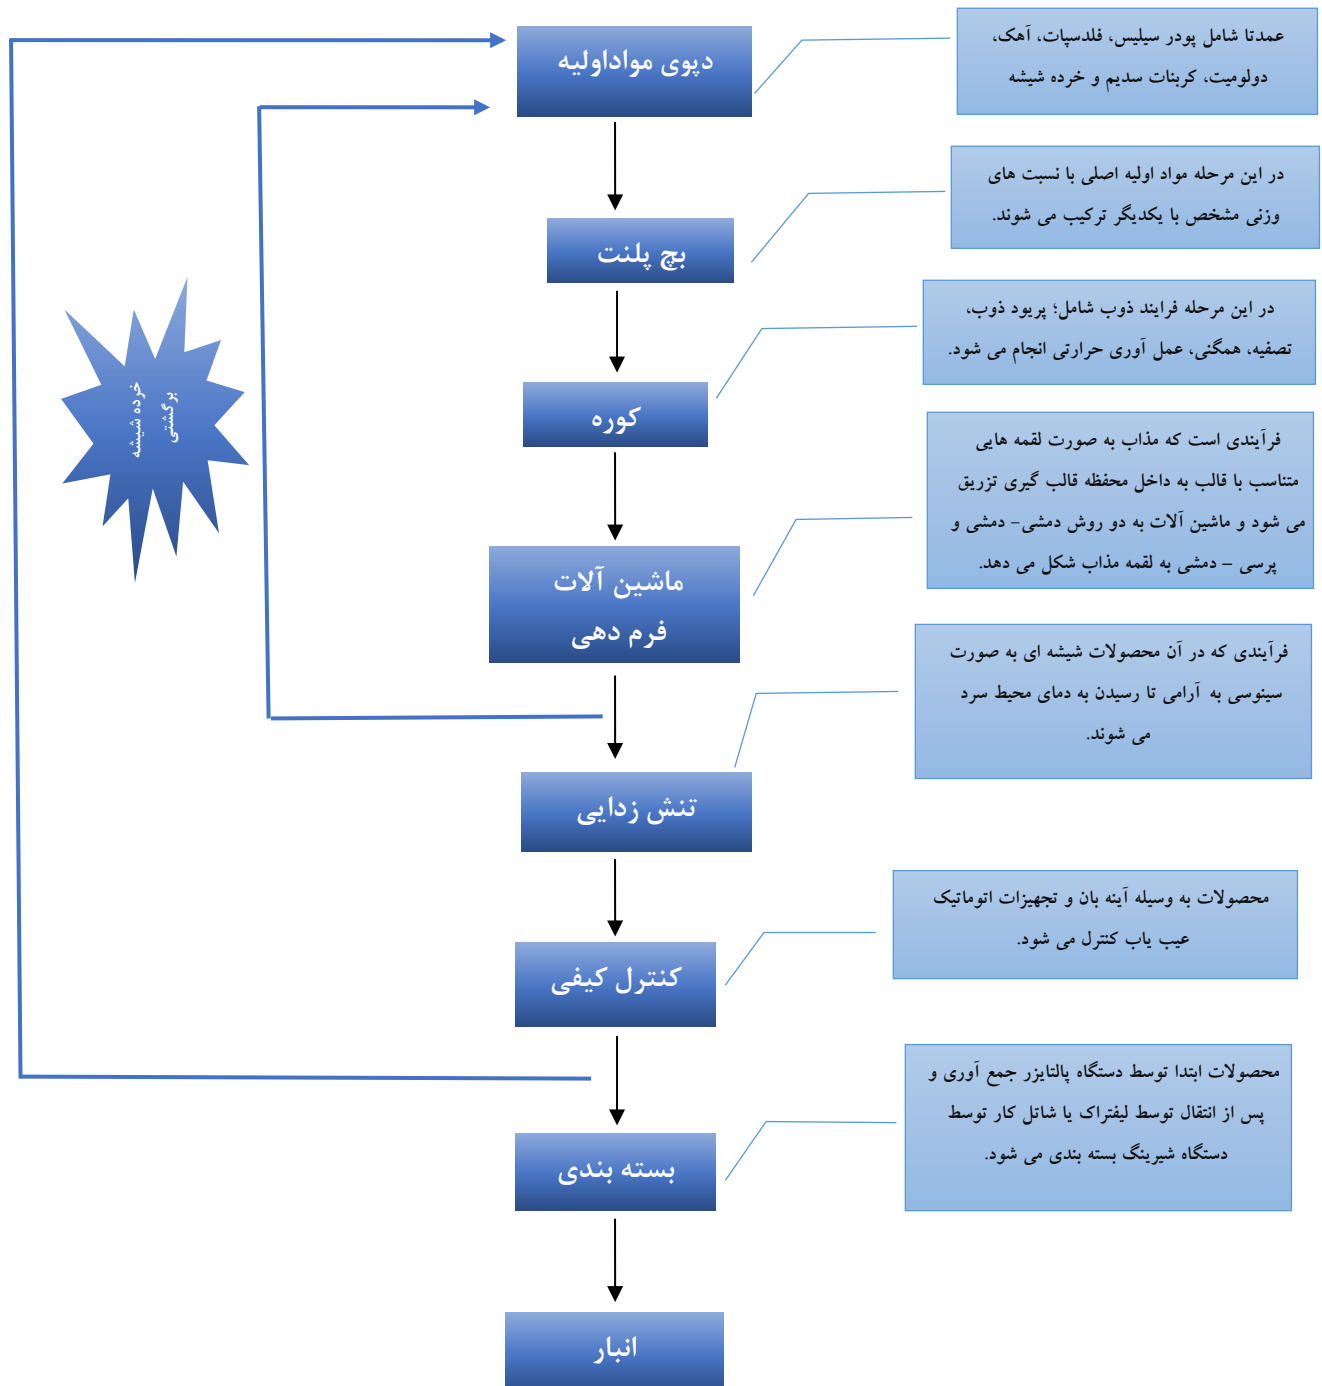 دپوی مواداولیه
عمدتا شامل پودر سیلیس، فلدسپات، آهک،
دولومیت، کربنات سدیم و خرده شیشه
بچ پلنت
در این مرحله مواد اولیه اصلی با نسبت های
وزنی مشخص با یکدیگر ترکیب می شوند.
کوره
در این مرحله فرایند ذوب شامل؛ پریود ذوب،
تصفیه، همگنی، عمل آوری حرارتی انجام می شود.
ماشین آلات
فرم دهی
فرآیندی است که مذاب به صورت لقمه هایی
متناسب با قالب به داخل محفظه قالب گیری تزریق
می شود و ماشین آلات به دو روش دمشی- دمشی و
پرسی – دمشی به لقمه مذاب شکل می دهد.
تنش زدایی
فرآیندی که در آن محصولات شیشه ای به صورت
سینوسی به آرامی تا رسیدن به دمای محیط سرد
می شوند.
کنترل کیفی
محصولات به وسیله آینه بان و تجهیزات اتوماتیک
عیب یاب کنترل می شود.
بسته بندی
محصولات ابتدا توسط دستگاه پالتایزر جمع آوری و
پس از انتقال توسط لیفتراک یا شاتل کار توسط
دستگاه شیرینگ بسته بندی می شود.
انبار
خرده شیشه
برگشتی